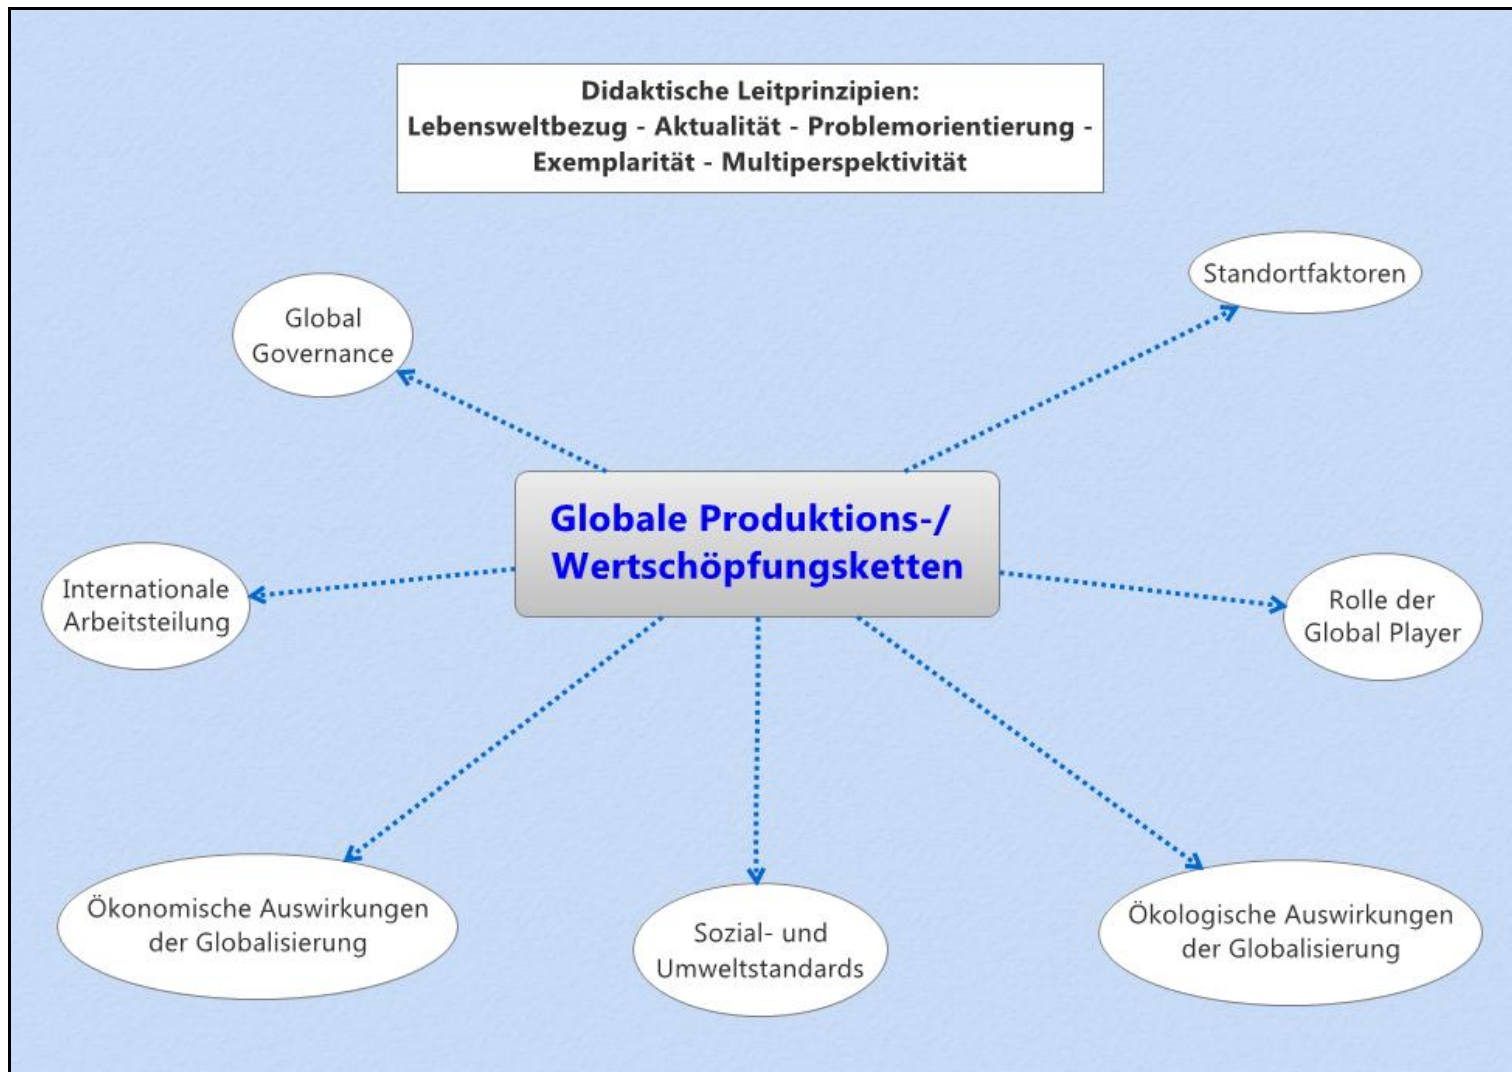 Didaktische Leitprinzipien:
Lebensweltbezug - Aktualität - Problemorientierung -
Exemplarität - Multiperspektivität
Standortfaktoren
Global
Governance
Globale Produktions-/
Wertschöpfungsketten
Internationale
Arbeitsteilung
Rolle der
Global Player
Ökonomische Auswirkungen
der Globalisierung
Sozial- und
Umweltstandards
Ökologische Auswirkungen
der Globalisierung